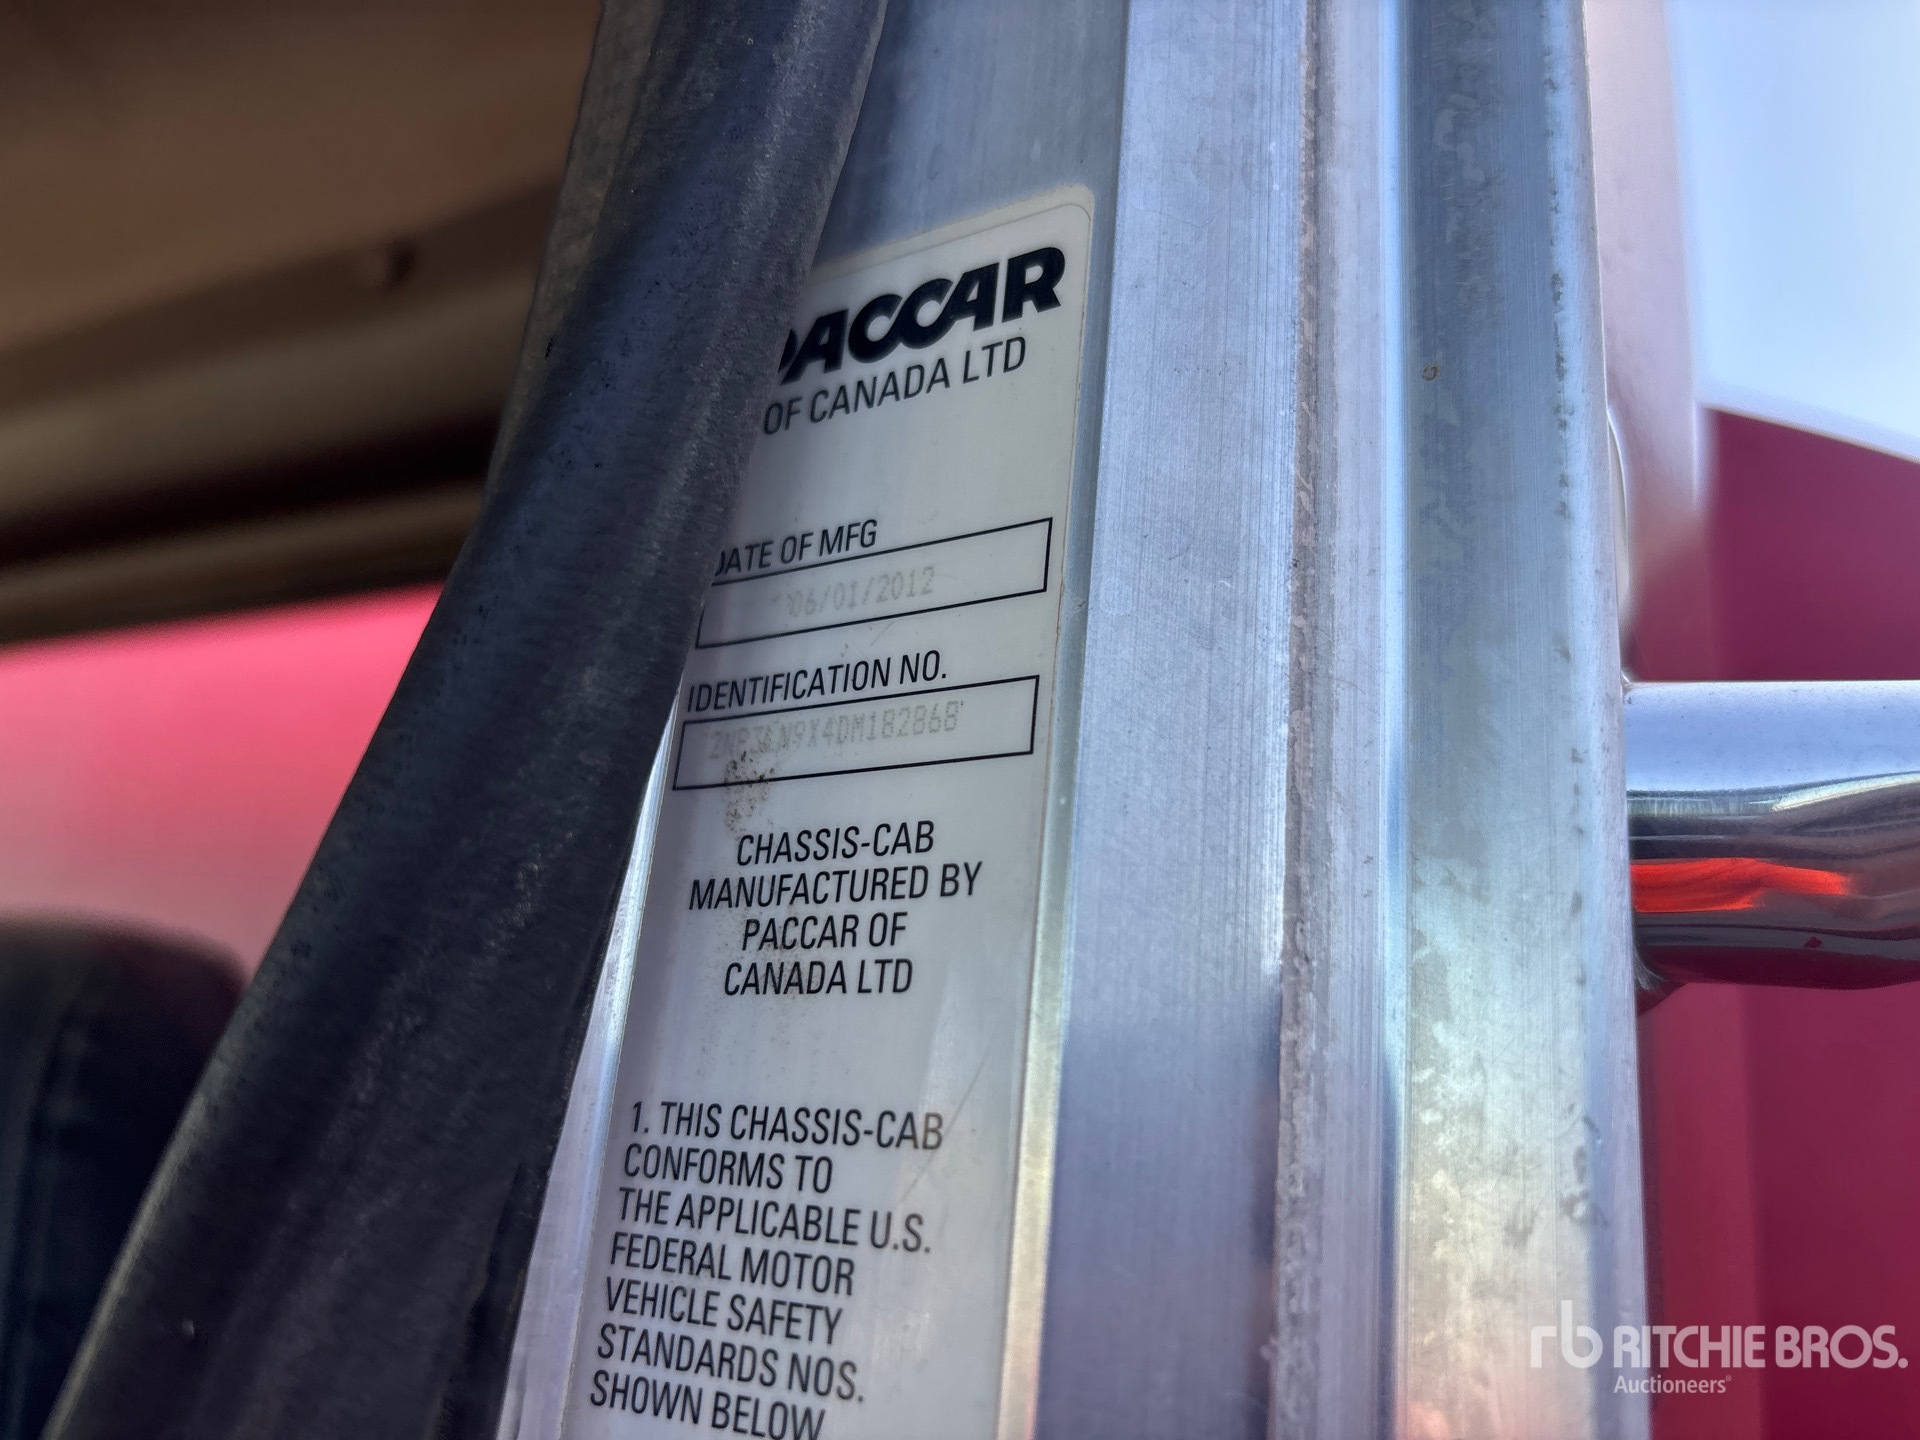 PACCAR
OF CANADA LTD
DATE OF MFG
06/01/2012
IDENTIFICATION NO.
CHASSIS-CAB
MANUFACTURED BY
PACCAR OF
CANADA LTD
1. THIS CHASSIS-CAB
CONFORMS TO
THE APPLICABLE U.S.
FEDERAL MOTOR
VEHICLE SAFETY
STANDARDS NOS.
SHOWN BELOW
rb RITCHIE BROS.
Auctioneers